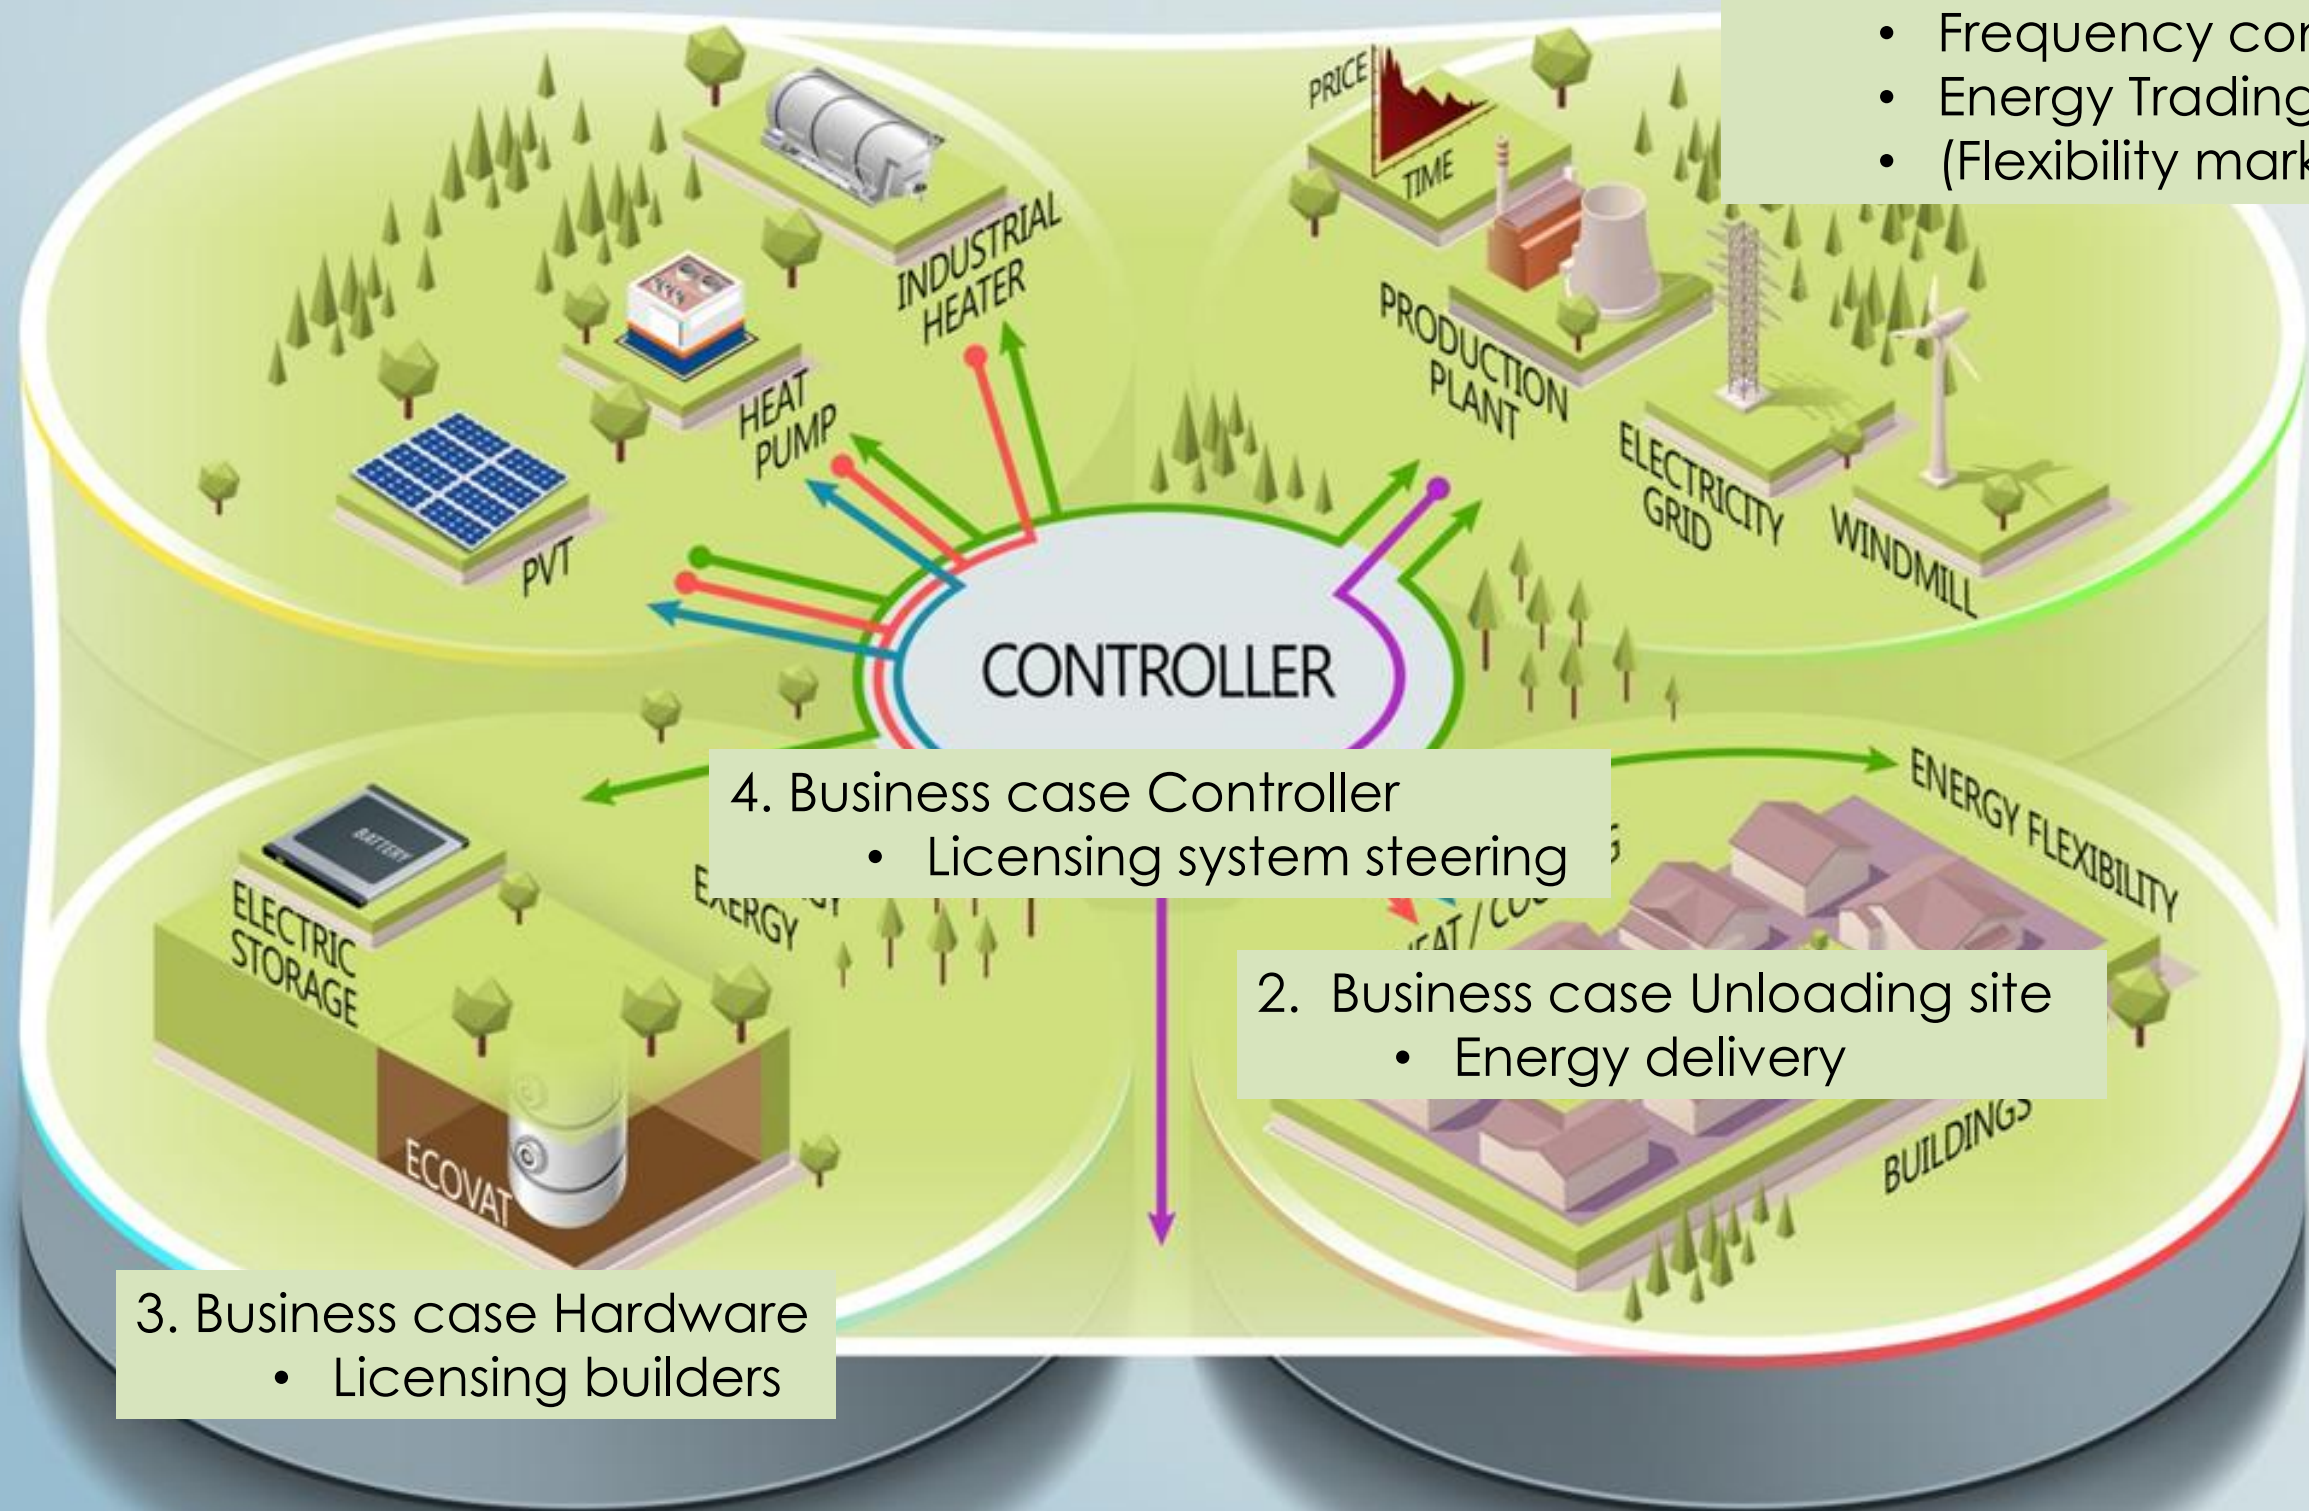 • Frequency
• Energy Trading
• (Flexibility
PRICE
TIME
INDUSTRIAL
HEATER
PRODUCTION
PLANT
HEAT
PUMP
ELECTRICITY
GRID
WINDMILL
PVT
CONTROLLER
4. Business case Controller
• Licensing system steering
ENERGY FLEXIBILITY
BATTERY
ELECTRIC
STORAGE
EXERGY
2. Business case Unloading site
• Energy delivery
BUILDINGS
ECOVAT
3. Business case Hardware
• Licensing builders